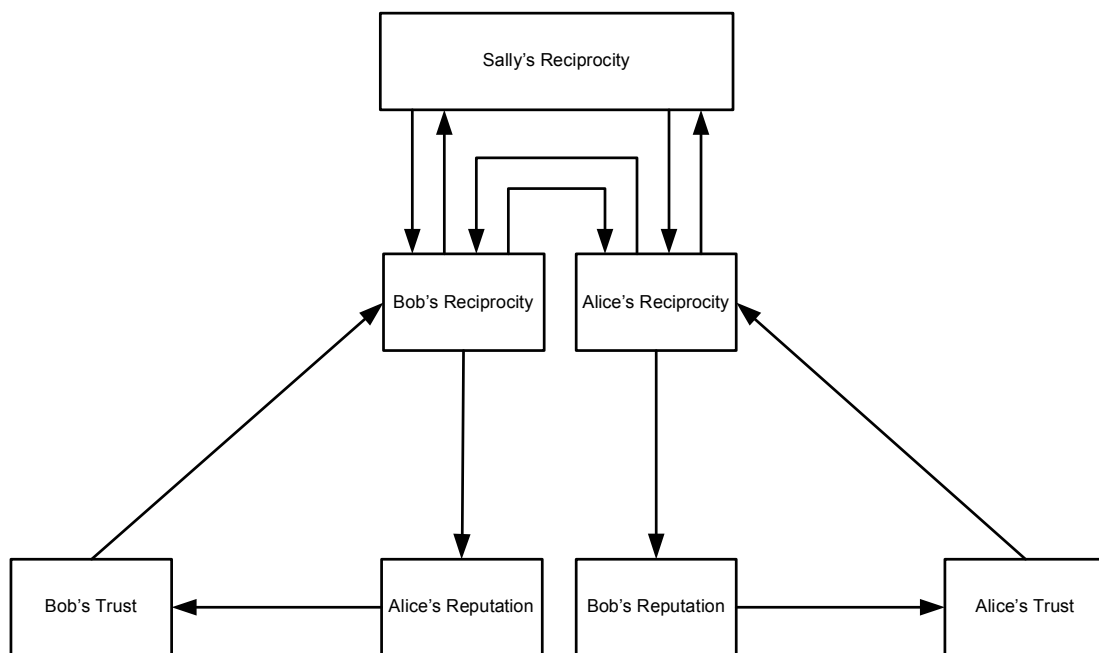 Sally’s Reciprocity
Bob’s Reciprocity
Alice’s Reciprocity
Bob’s Trust
Alice’s Reputation
Bob’s Reputation
Alice’s Trust